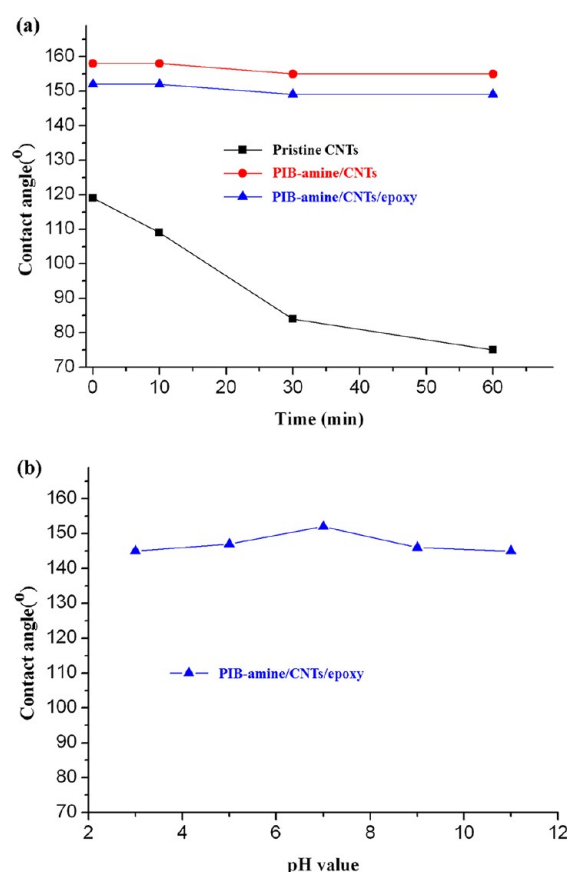 (a)
160
150
140
130
120
110
100
90
80
70
Contact angle(⁰)
Pristine CNTs
PIB-amine/CNTs
PIB-amine/CNTs/epoxy
0 10 20 30 40 50 60
Time (min)
(b)
160
150
140
130
120
110
100
90
80
70
Contact angle(⁰)
PIB-amine/CNTs/epoxy
2 4 6 8 10 12
pH value